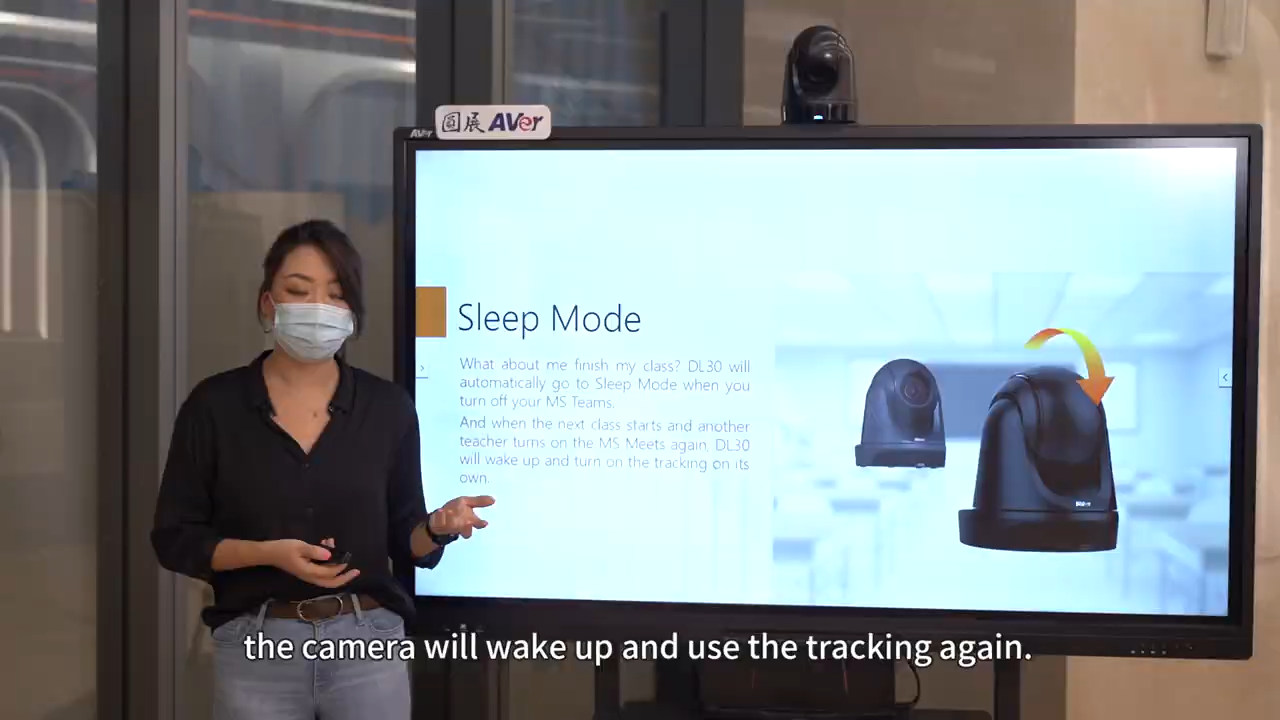 圓展 AVer
AVer
Sleep Mode
What about me finish my class? DL30 will
automatically go to Sleep Mode when you
turn off your MS Teams.
And when the next class starts and another
teacher turns on the MS Meets again, DL30
will wake up and turn on the tracking on its
own.
the camera will wake up and use the tracking again.